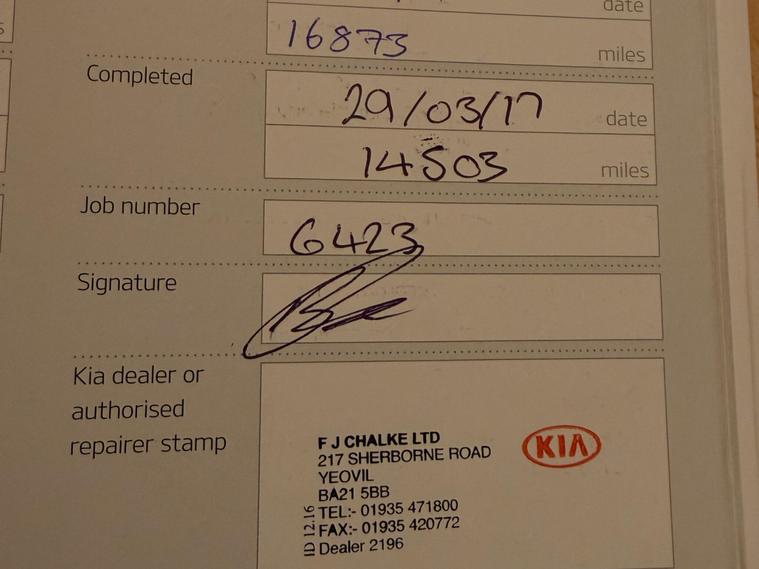 date
16873 miles
Completed
29/03/17 date
14503 miles
Job number
6423
Signature
Kia dealer or
authorised
repairer stamp
F J CHALKE LTD
217 SHERBORNE ROAD
YEOVIL
BA21 5BB
TEL:- 01935 471800
FAX:- 01935 420772
Dealer 2196
ID 12.16
KIA